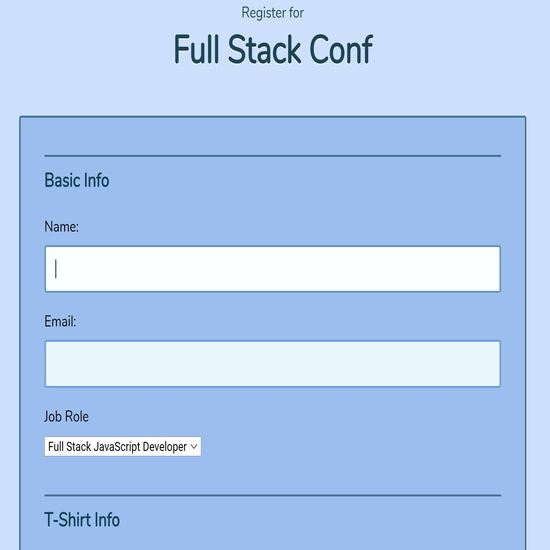 Register for
Full Stack Conf
Basic Info
Name:
Email:
Job Role
Full Stack JavaScript Developer
T-Shirt Info